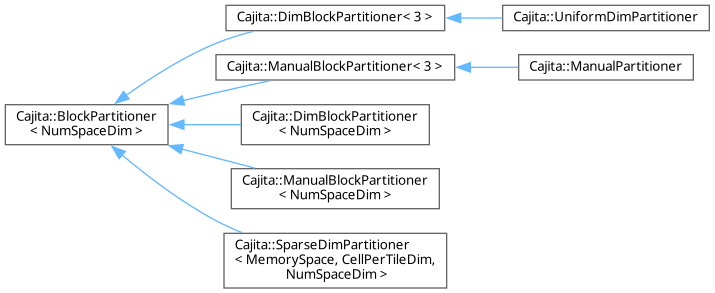 Cajita::DimBlockPartitioner< 3 >
Cajita::UniformDimPartitioner
Cajita::ManualBlockPartitioner< 3 >
Cajita::ManualPartitioner
Cajita::BlockPartitioner
< NumSpaceDim >
Cajita::DimBlockPartitioner
< NumSpaceDim >
Cajita::ManualBlockPartitioner
< NumSpaceDim >
Cajita::SparseDimPartitioner
< MemorySpace, CellPerTileDim,
NumSpaceDim >